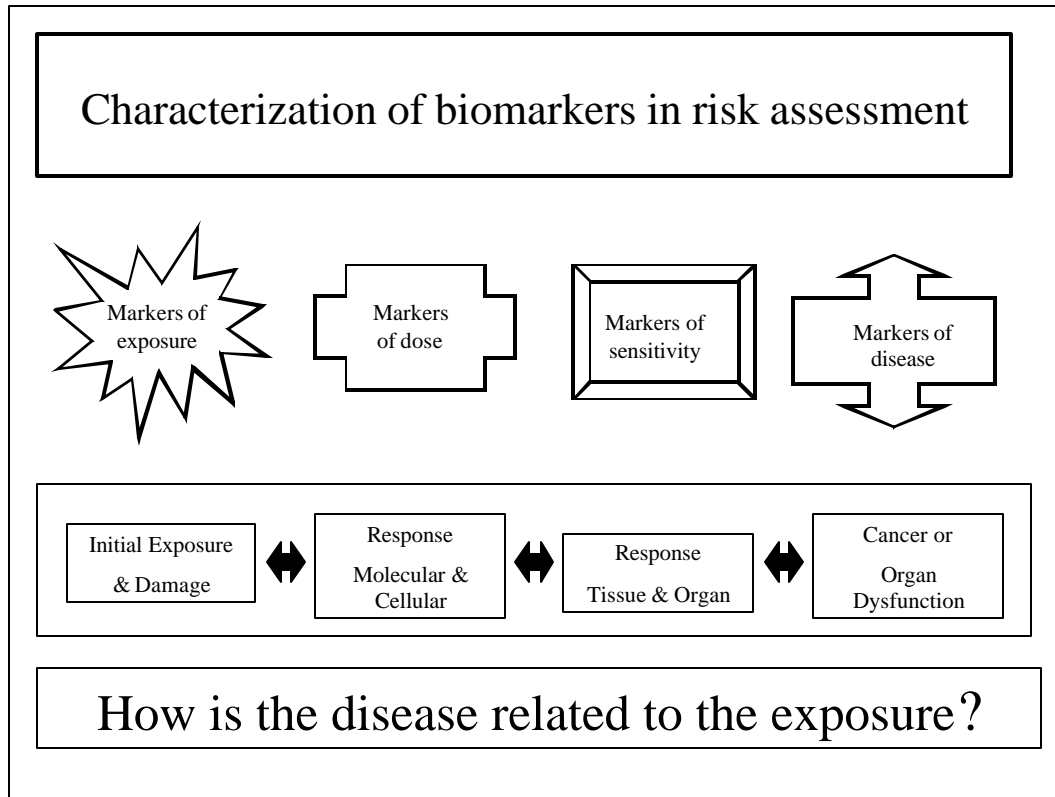 Characterization of biomarkers in risk assessment
Markers of
exposure
Markers
of dose
Markers of
sensitivity
Markers of
disease
Initial Exposure
& Damage
Response
Molecular &
Cellular
Response
Tissue & Organ
Cancer or
Organ
Dysfunction
How is the disease related to the exposure?